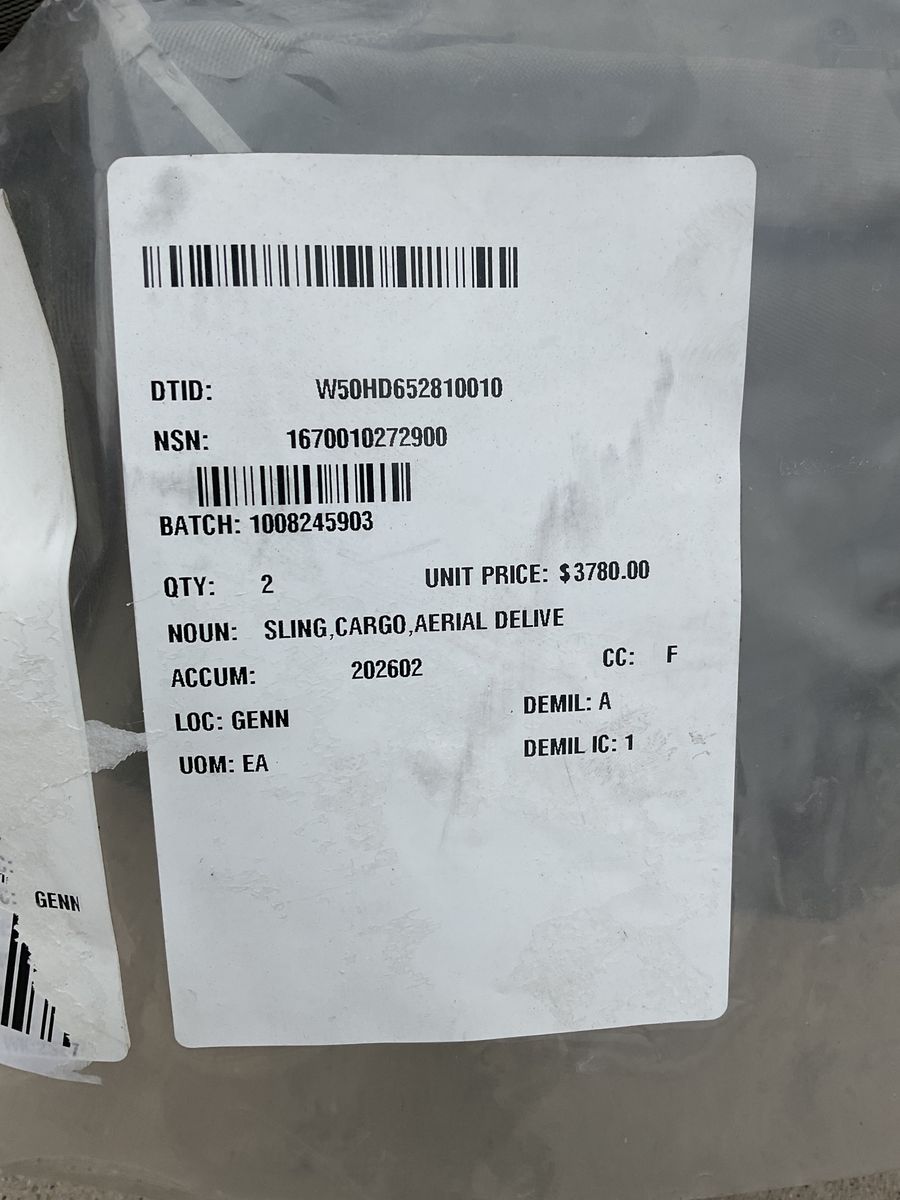 DTID: W50HD652810010
NSN: 1670010272900
BATCH: 1008245903
QTY: 2 UNIT PRICE: $3780.00
NOUN: SLING,CARGO,AERIAL DELIVE
ACCUM: 202602 CC: F
LOC: GENN DEMIL: A
UOM: EA DEMIL IC: 1
GENN